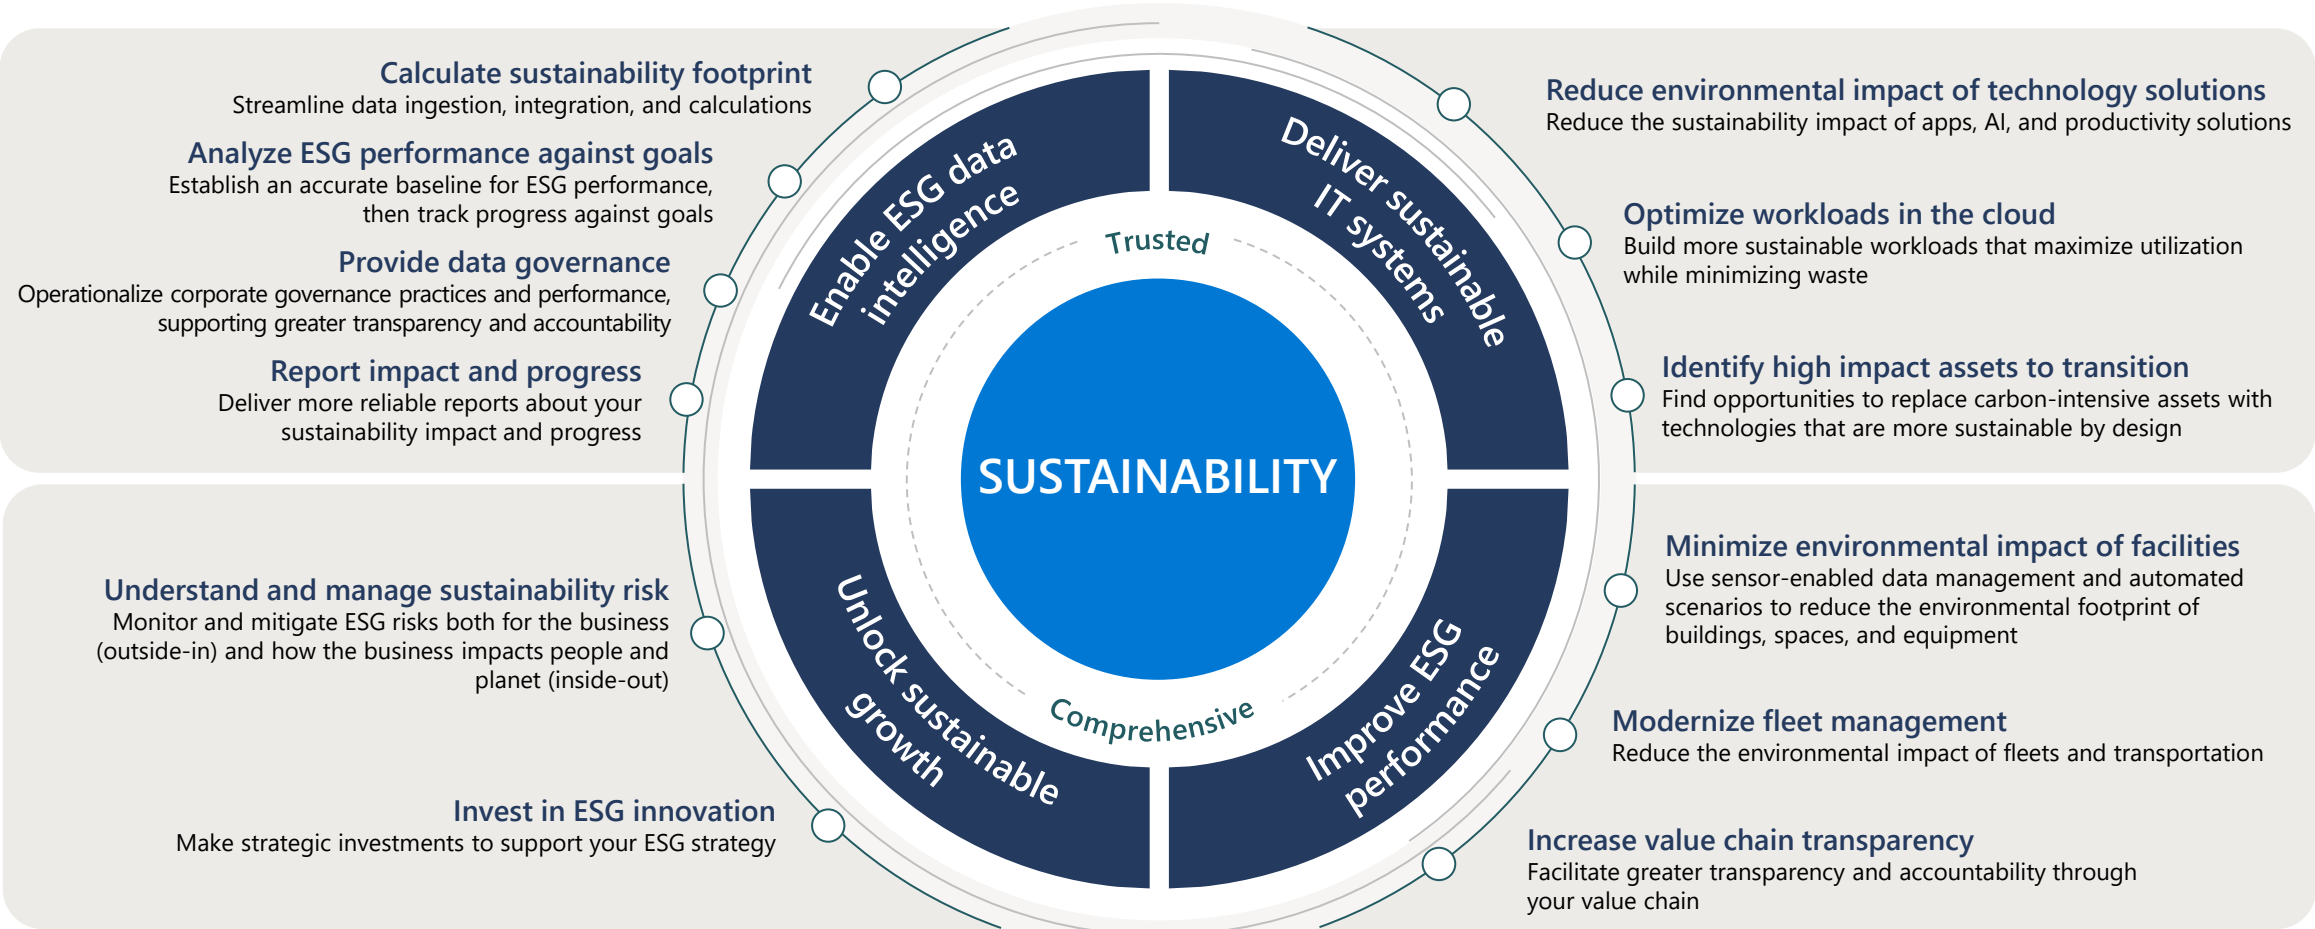 Calculate sustainability footprint
Streamline data ingestion, integration, and calculations
Analyze ESG performance against goals
Establish an accurate baseline for ESG performance,
then track progress against goals
Provide data governance
Operationalize corporate governance practices and performance,
supporting greater transparency and accountability
Report impact and progress
Deliver more reliable reports about your
sustainability impact and progress
Enable ESG data
intelligence
Deliver sustainable
IT systems
Reduce environmental impact of technology solutions
Reduce the sustainability impact of apps, AI, and productivity solutions
Optimize workloads in the cloud
Build more sustainable workloads that maximize utilization
while minimizing waste
Identify high impact assets to transition
Find opportunities to replace carbon-intensive assets with
technologies that are more sustainable by design
Trusted
SUSTAINABILITY
Comprehensive
Understand and manage sustainability risk
Monitor and mitigate ESG risks both for the business
(outside-in) and how the business impacts people and
planet (inside-out)
Invest in ESG innovation
Make strategic investments to support your ESG strategy
Unlock sustainable
growth
Improve ESG
performance
Minimize environmental impact of facilities
Use sensor-enabled data management and automated
scenarios to reduce the environmental footprint of
buildings, spaces, and equipment
Modernize fleet management
Reduce the environmental impact of fleets and transportation
Increase value chain transparency
Facilitate greater transparency and accountability through
your value chain